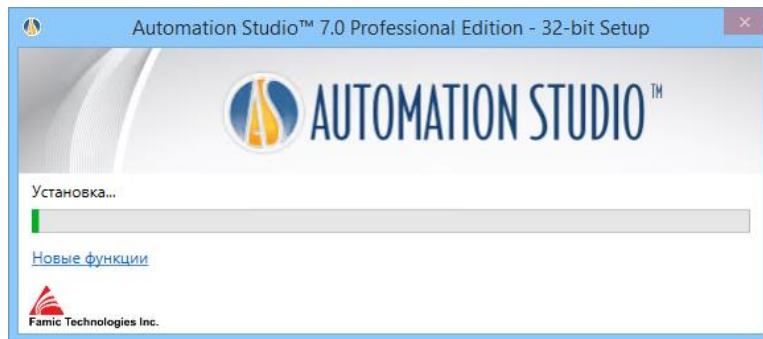 Automation Studio™ 7.0 Professional Edition - 32-bit Setup
AUTOMATION STUDIO™
Установка...
Новые функции
Famic Technologies Inc.